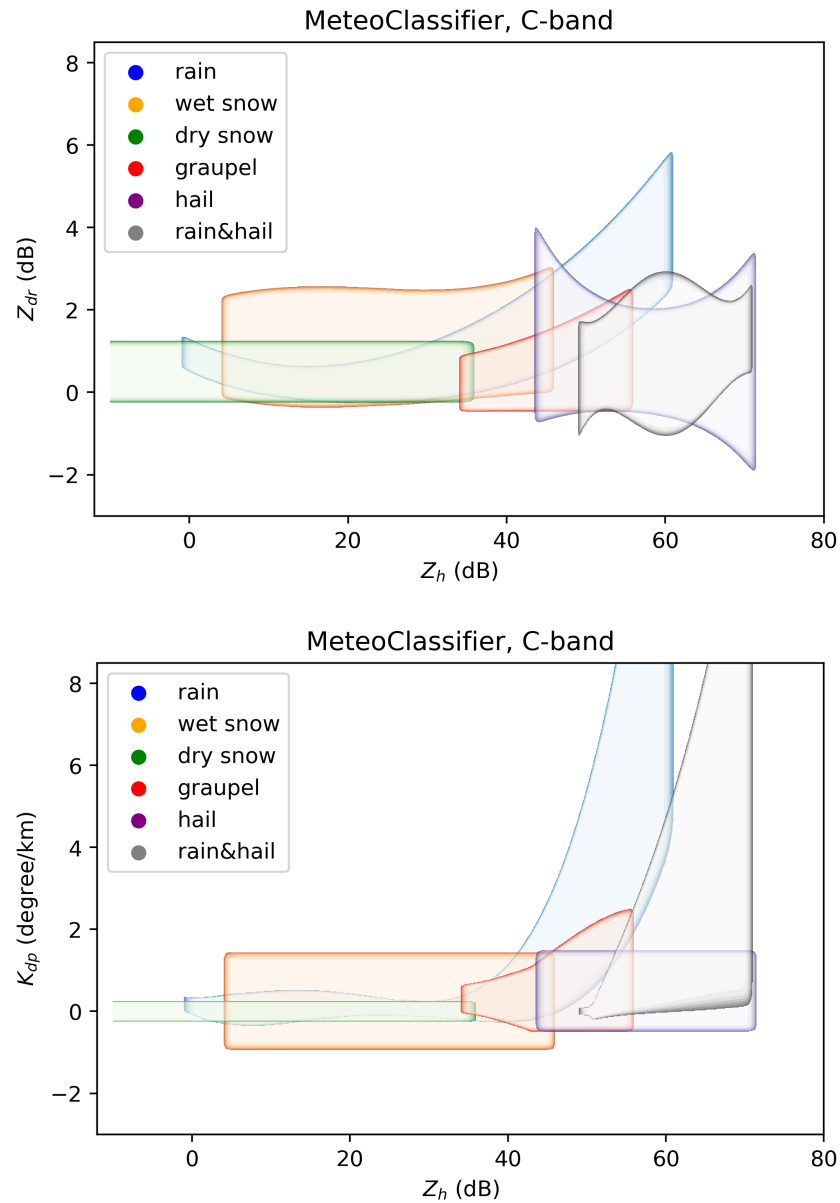 MeteoClassifier, C-band
8
6
4
2
0
−2
Z_dr (dB)
rain
wet snow
dry snow
graupel
hail
rain&hail
0 20 40 60 80
Z_h (dB)
MeteoClassifier, C-band
8
6
4
2
0
−2
K_dp (degree/km)
rain
wet snow
dry snow
graupel
hail
rain&hail
0 20 40 60 80
Z_h (dB)